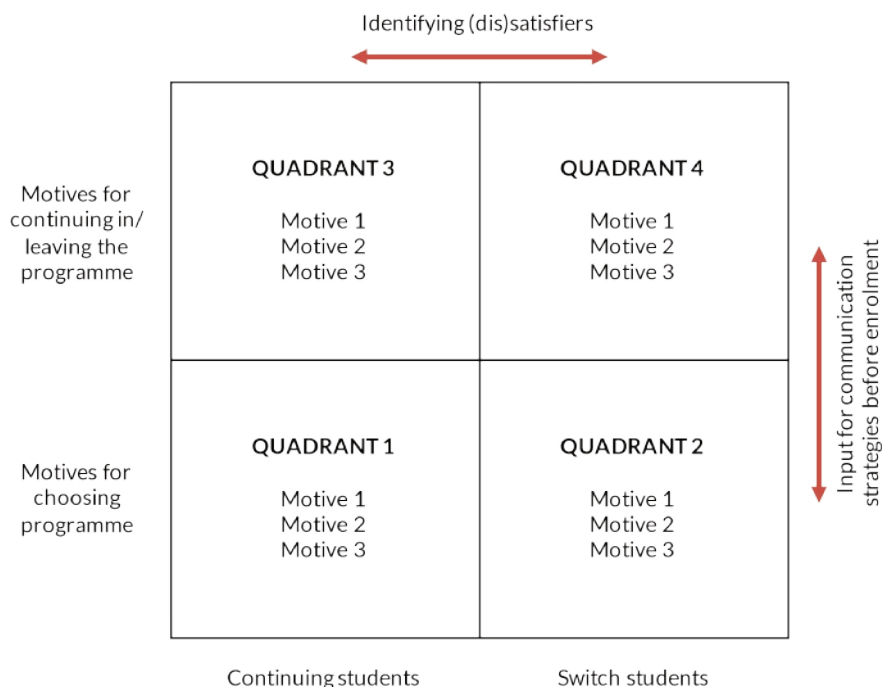 Identifying (dis)satisfiers
Motives for
continuing in/
leaving the
programme
QUADRANT 3
Motive 1
Motive 2
Motive 3
QUADRANT 4
Motive 1
Motive 2
Motive 3
Input for communication
strategies before enrolment
Motives for
choosing
programme
QUADRANT 1
Motive 1
Motive 2
Motive 3
QUADRANT 2
Motive 1
Motive 2
Motive 3
Continuing students
Switch students